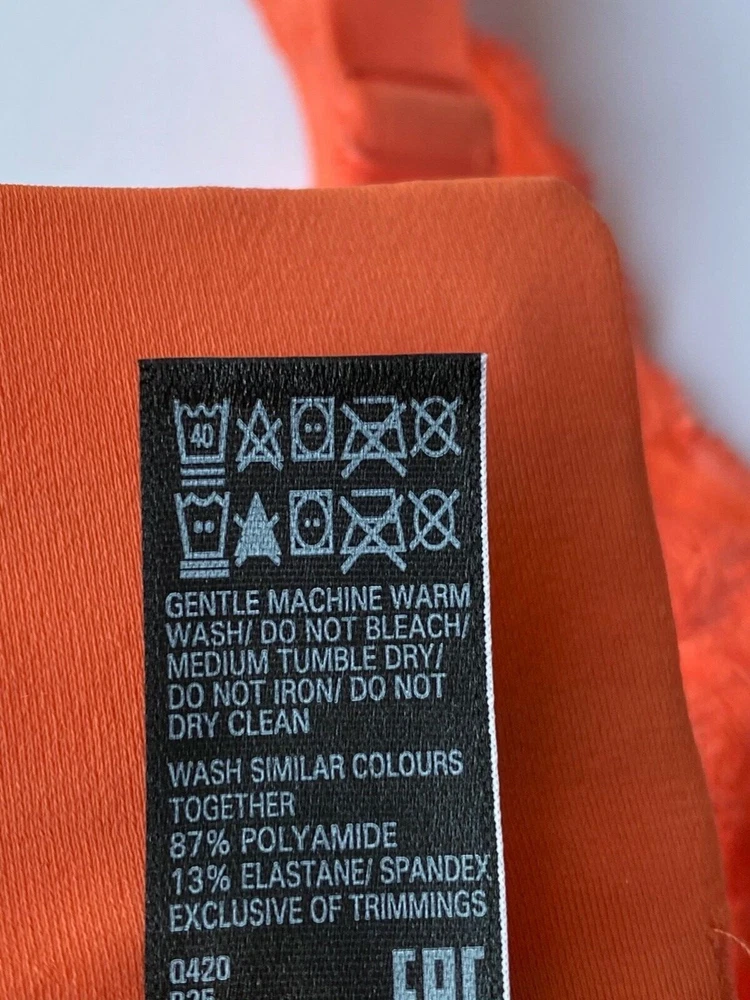 40
GENTLE MACHINE WARM
WASH/ DO NOT BLEACH/
MEDIUM TUMBLE DRY/
DO NOT IRON/ DO NOT
DRY CLEAN
WASH SIMILAR COLOURS
TOGETHER
87% POLYAMIDE
13% ELASTANE/ SPANDEX
EXCLUSIVE OF TRIMMINGS
Q420